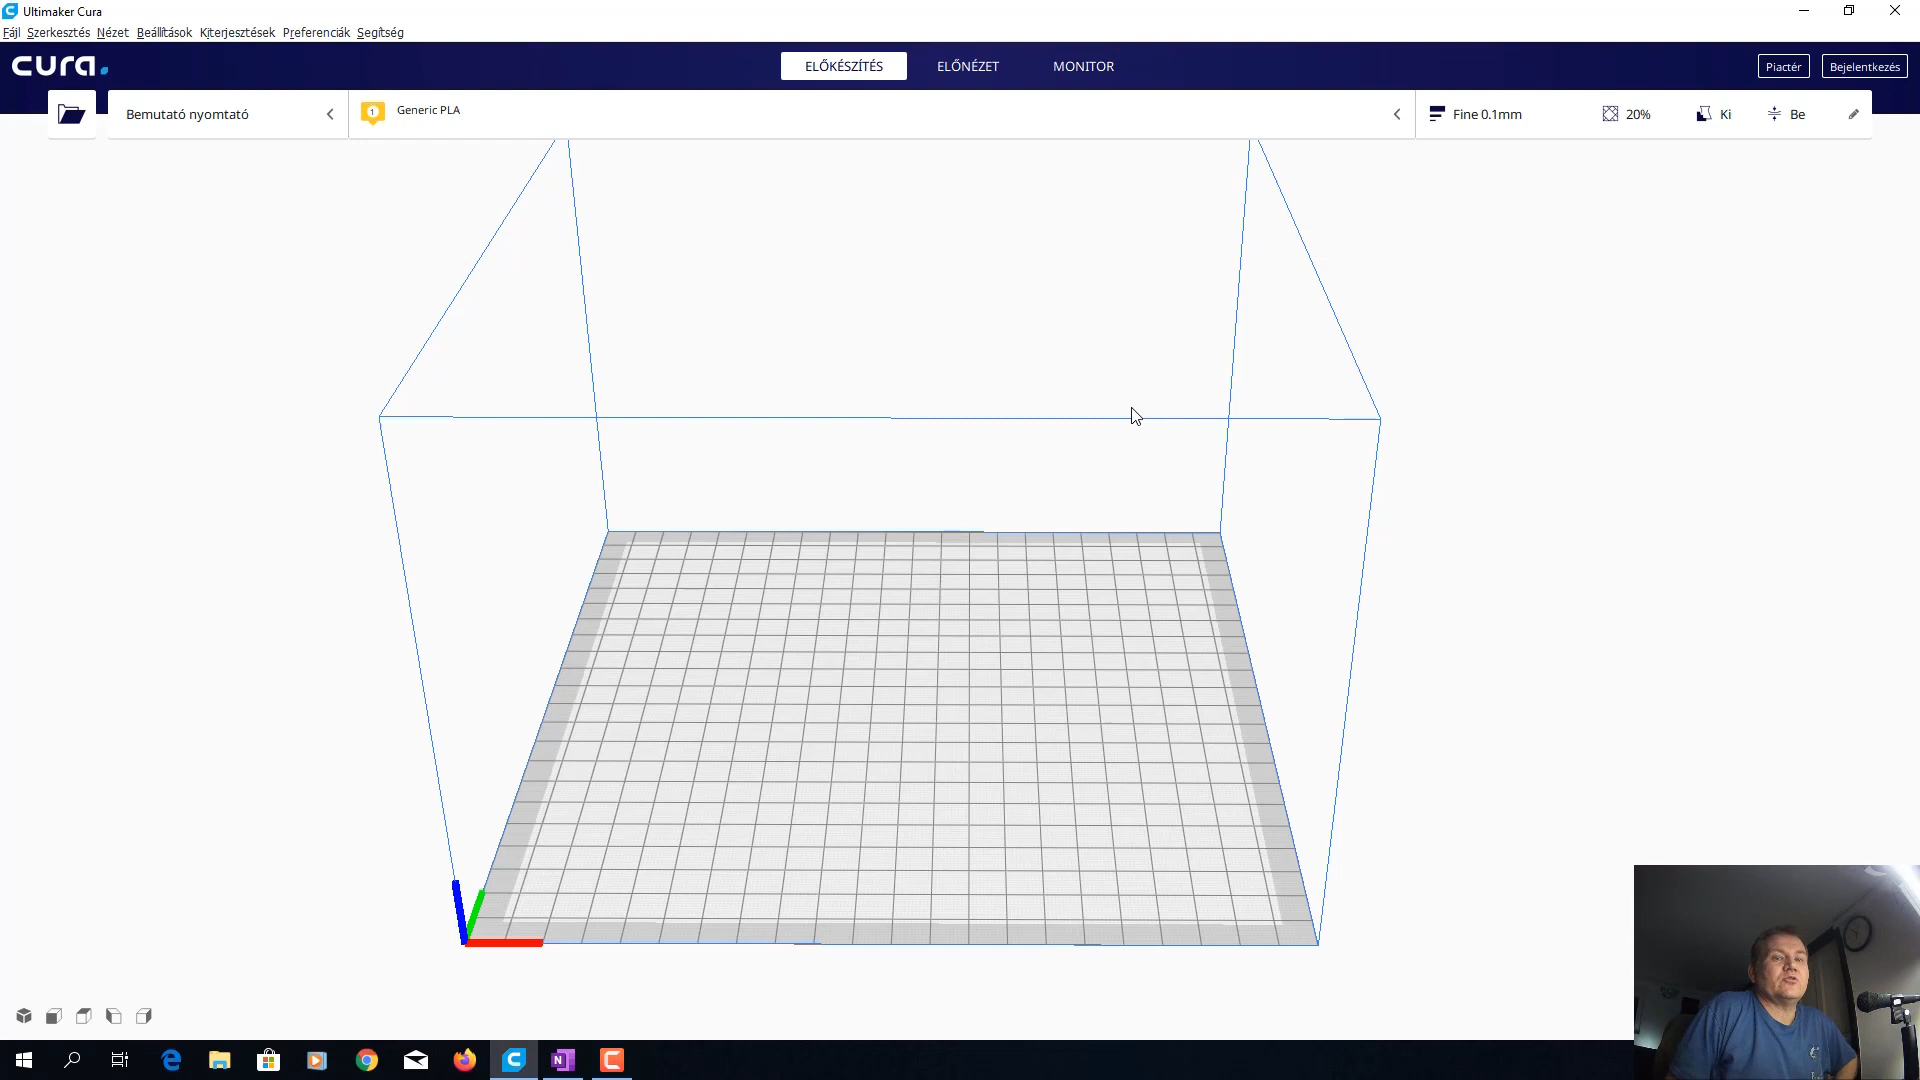 Ultimaker Cura
Fájl Szerkesztés Nézet Beállítások Kiterjesztések Preferenciák Segítség
cura.
ELŐKÉSZÍTÉS ELŐNÉZET MONITOR
Piactér Bejelentkezés
Bemutató nyomtató
1 Generic PLA
Fine 0.1mm 20% Ki Be